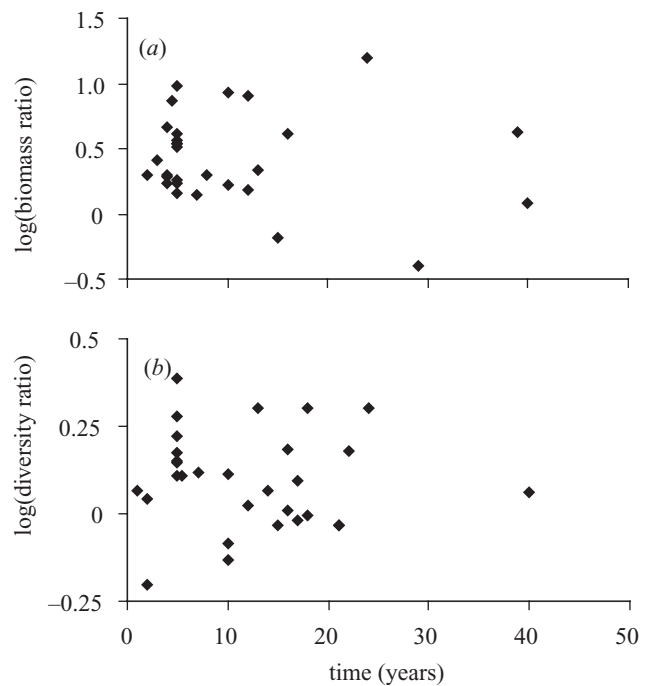 1.5
(a)
1.0
0.5
0
–0.5
log(biomass ratio)
0.5
(b)
0.25
0
–0.25
log(diversity ratio)
0 10 20 30 40 50
time (years)